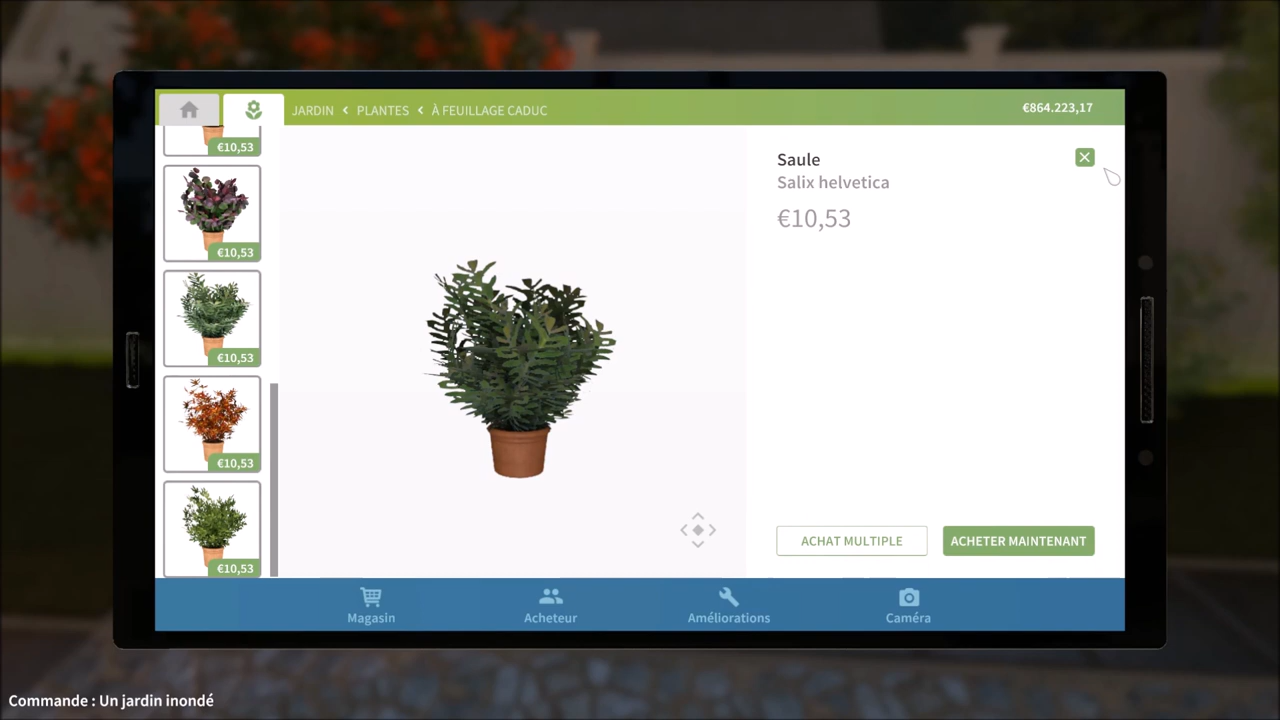 JARDIN < PLANTES < À FEUILLAGE CADUC
€864.223,17
€10,53
€10,53
€10,53
€10,53
€10,53
Saule
Salix helvetica
€10,53
ACHAT MULTIPLE
ACHETER MAINTENANT
Magasin
Acheteur
Améliorations
Caméra
Commande : Un jardin inondé